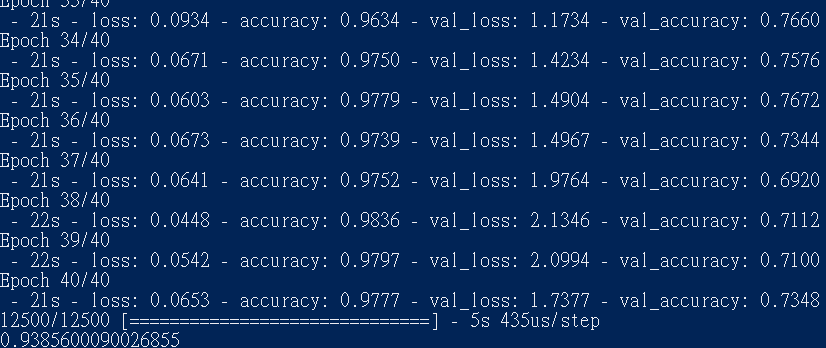 Epoch 33/40
 - 21s - loss: 0.0934 - accuracy: 0.9634 - val_loss: 1.1734 - val_accuracy: 0.7660
Epoch 34/40
 - 21s - loss: 0.0671 - accuracy: 0.9750 - val_loss: 1.4234 - val_accuracy: 0.7576
Epoch 35/40
 - 21s - loss: 0.0603 - accuracy: 0.9779 - val_loss: 1.4904 - val_accuracy: 0.7672
Epoch 36/40
 - 21s - loss: 0.0673 - accuracy: 0.9739 - val_loss: 1.4967 - val_accuracy: 0.7344
Epoch 37/40
 - 21s - loss: 0.0641 - accuracy: 0.9752 - val_loss: 1.9764 - val_accuracy: 0.6920
Epoch 38/40
 - 22s - loss: 0.0448 - accuracy: 0.9836 - val_loss: 2.1346 - val_accuracy: 0.7112
Epoch 39/40
 - 22s - loss: 0.0542 - accuracy: 0.9797 - val_loss: 2.0994 - val_accuracy: 0.7100
Epoch 40/40
 - 21s - loss: 0.0653 - accuracy: 0.9777 - val_loss: 1.7377 - val_accuracy: 0.7348
12500/12500 [==============================] - 5s 435us/step
0.9385600090026855